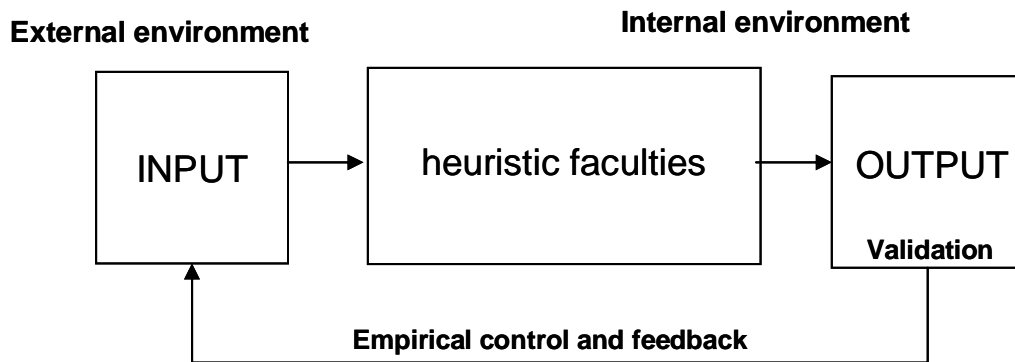 External environment
Internal environment
INPUT
heuristic faculties
OUTPUT
Validation
Empirical control and feedback